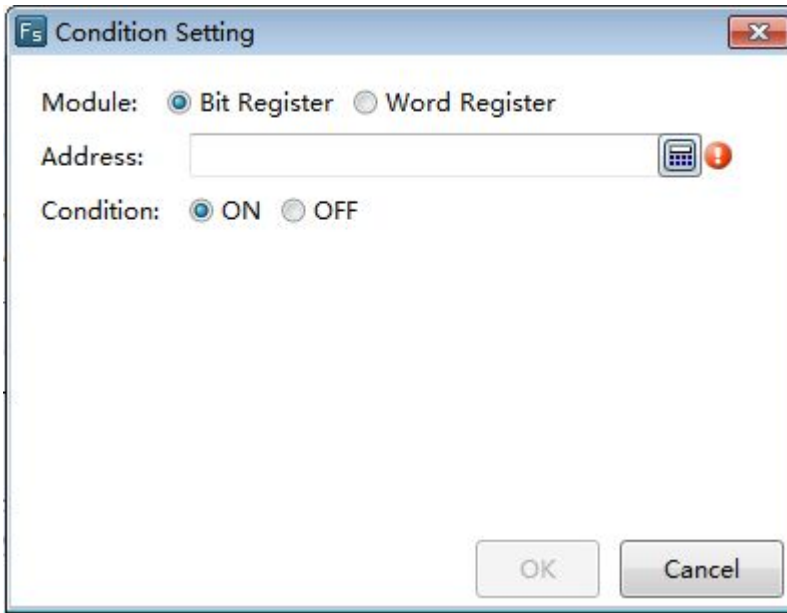 Fs Condition Setting
Module: Bit Register Word Register
Address:
Condition: ON OFF
OK Cancel